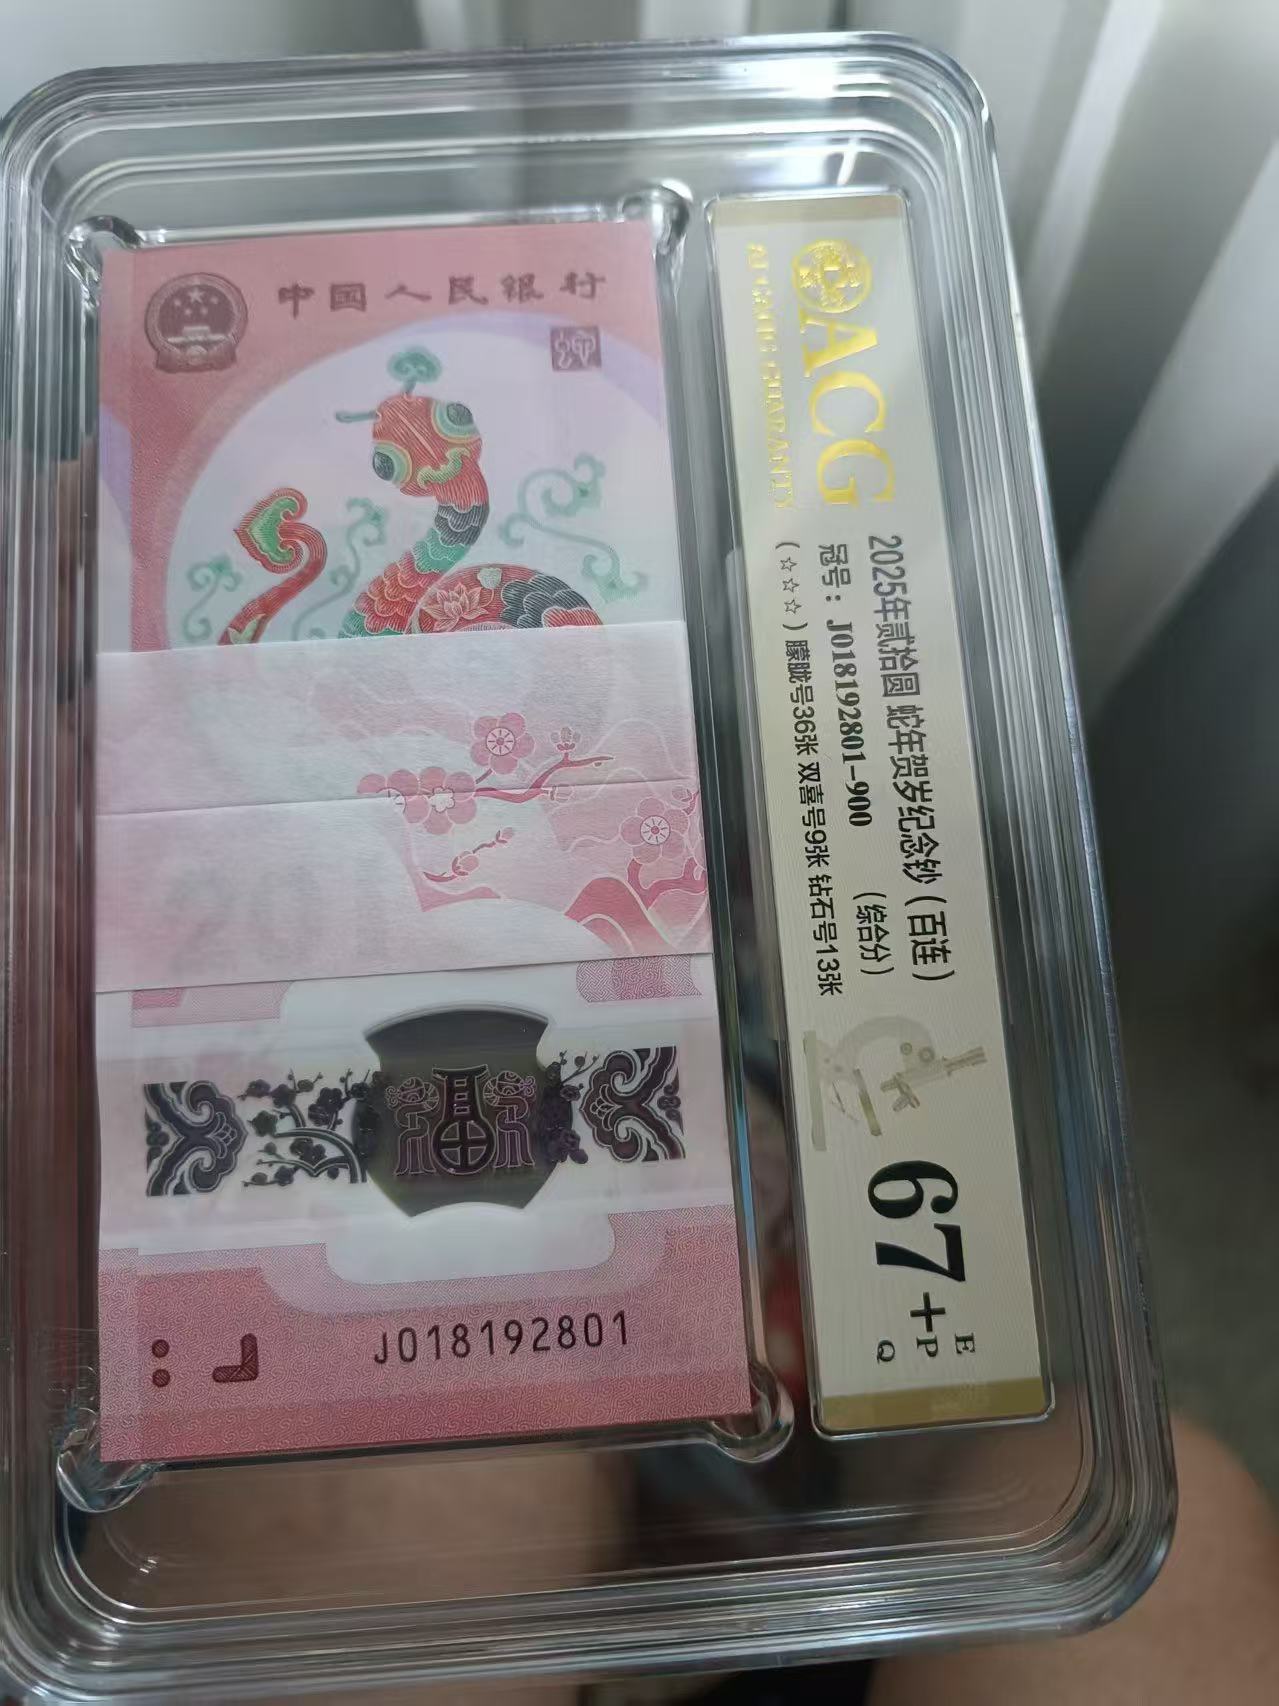 中国人民银行
J018192801
ACG
2025年贰拾圆 蛇年贺岁纪念钞（百连）
冠号：J018192801-900 （综合分）
（☆☆☆）朦胧号36张 双喜号9张 钻石号13张
67+
E
P
Q